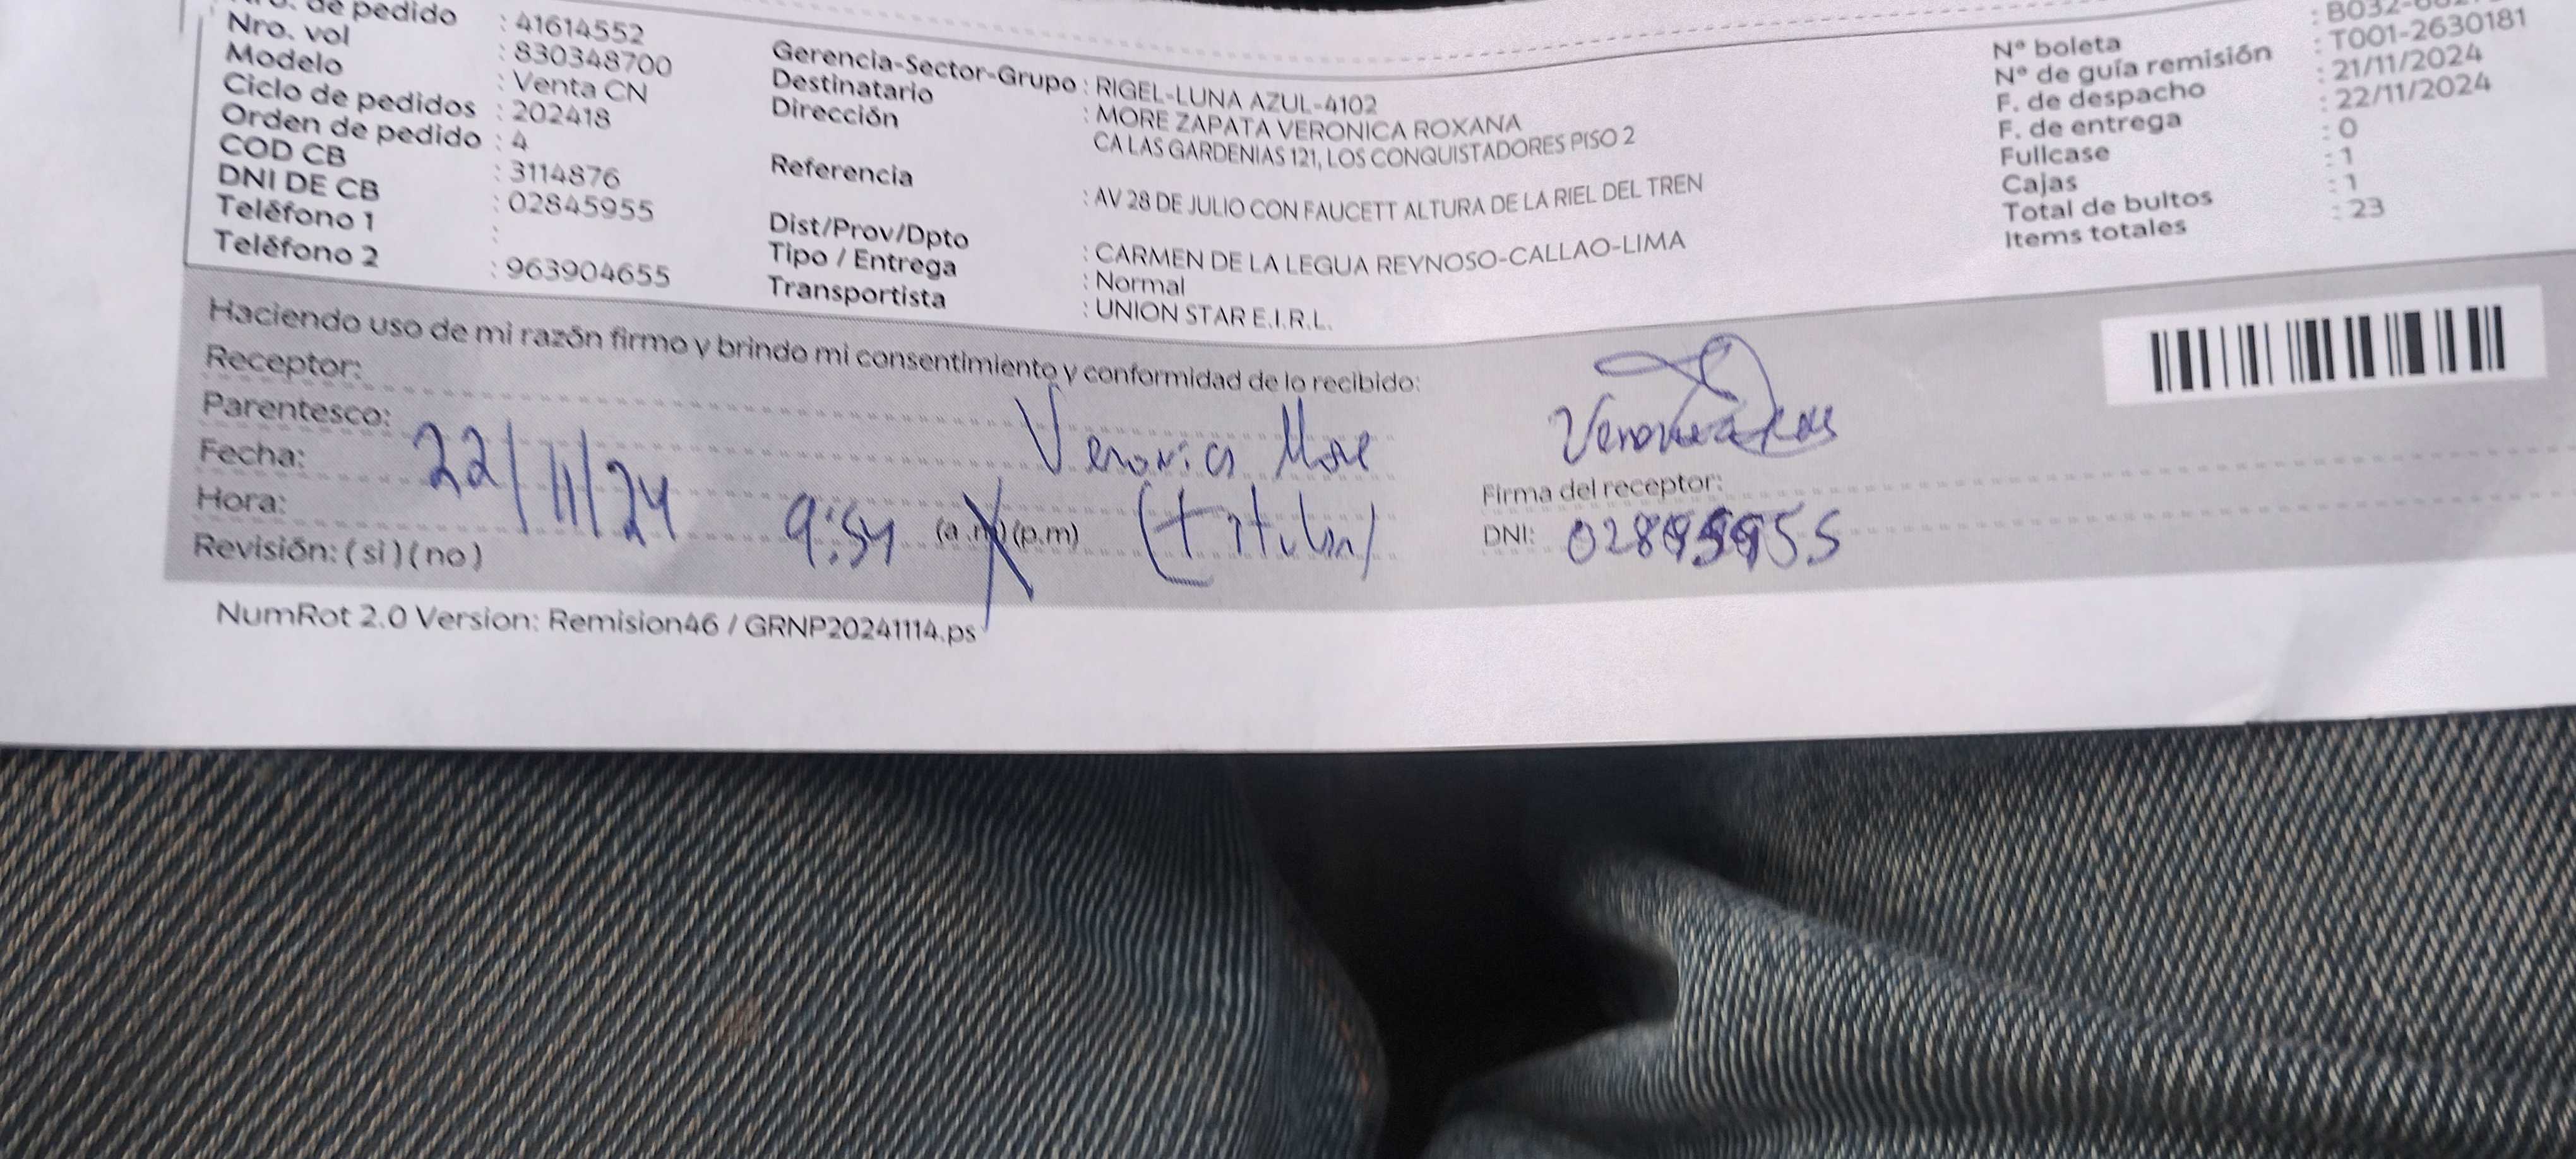 de pedido : 41614552
Nro. vol : 830348700
Modelo : Venta CN
Ciclo de pedidos : 202418
Orden de pedido : 4
COD CB : 3114876
DNI DE CB : 02845955
Teléfono 1 :
Teléfono 2 : 963904655
Gerencia-Sector-Grupo : RIGEL-LUNA AZUL-4102
Destinatario : MORE ZAPATA VERONICA ROXANA
Dirección CA LAS GARDENIAS 121, LOS CONQUISTADORES PISO 2
Referencia : AV 28 DE JULIO CON FAUCETT ALTURA DE LA RIEL DEL TREN
Dist/Prov/Dpto : CARMEN DE LA LEGUA REYNOSO-CALLAO-LIMA
Tipo / Entrega : Normal
Transportista : UNION STAR E.I.R.L.
Nº boleta
Nº de guía remisión : T001-2630181
F. de despacho : 21/11/2024
F. de entrega : 22/11/2024
Fullcase : 0
Cajas : 1
Total de bultos : 1
Items totales : 23
Haciendo uso de mi razón firmo y brindo mi consentimiento y conformidad de lo recibido:
Receptor: Veronica More
Parentesco: (titular)
Fecha: 22/11/24
Hora: 9:54 (a.m) (p.m)
Revisión: (si) (no)
Firma del receptor:
DNI:
NumRot 2.0 Version: Remision46 / GRNP20241114.ps